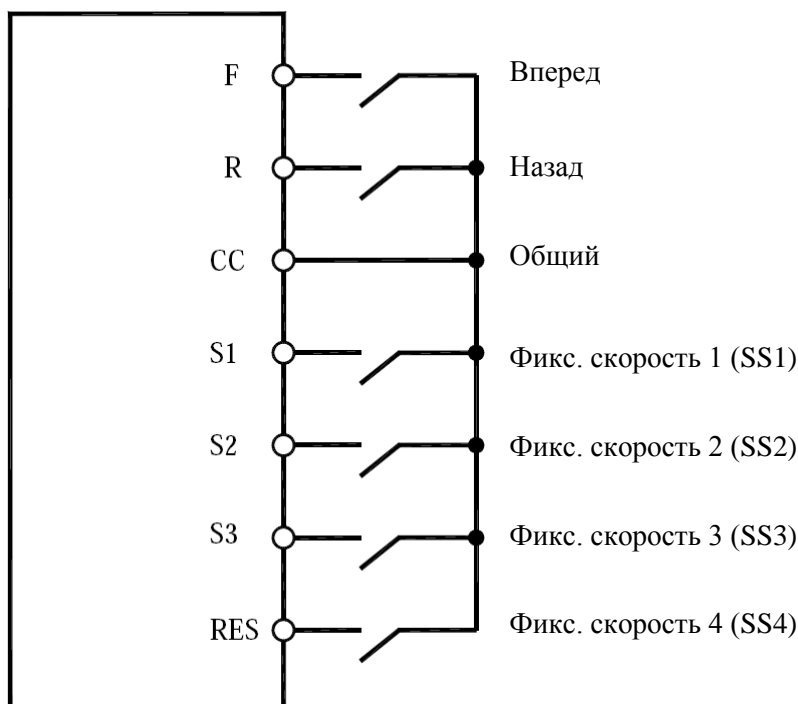 F Вперед
R Назад
CC Общий
S1 Фикс. скорость 1 (SS1)
S2 Фикс. скорость 2 (SS2)
S3 Фикс. скорость 3 (SS3)
RES Фикс. скорость 4 (SS4)